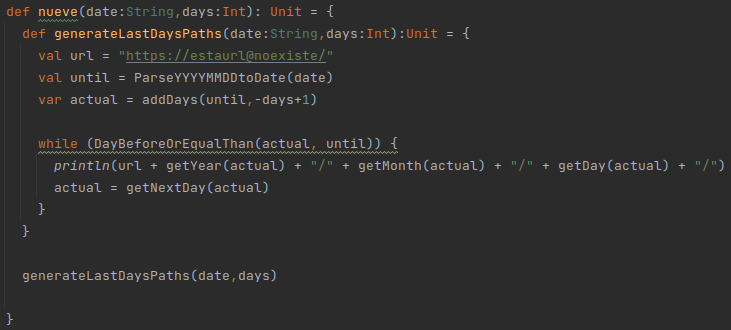 def nueve(date:String,days:Int): Unit = {
  def generateLastDaysPaths(date:String,days:Int):Unit = {
    val url = "https://estaurl@noexiste/"
    val until = ParseYYYYMMDDtoDate(date)
    var actual = addDays(until,-days+1)
    while (DayBeforeOrEqualThan(actual, until)) {
      println(url + getYear(actual) + "/" + getMonth(actual) + "/" + getDay(actual) + "/")
      actual = getNextDay(actual)
    }
  }
  generateLastDaysPaths(date,days)
}